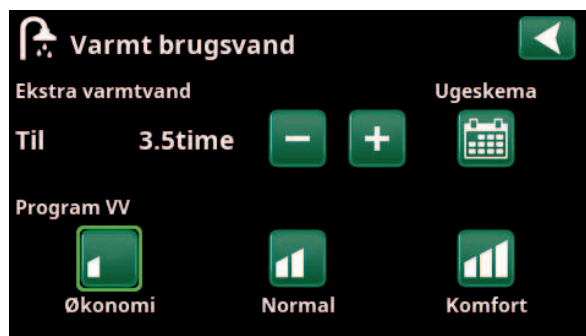 Varmt brugsvand
Ekstra varmtvand Ugeskema
Til 3.5time
Program VV
Økonomi Normal Komfort